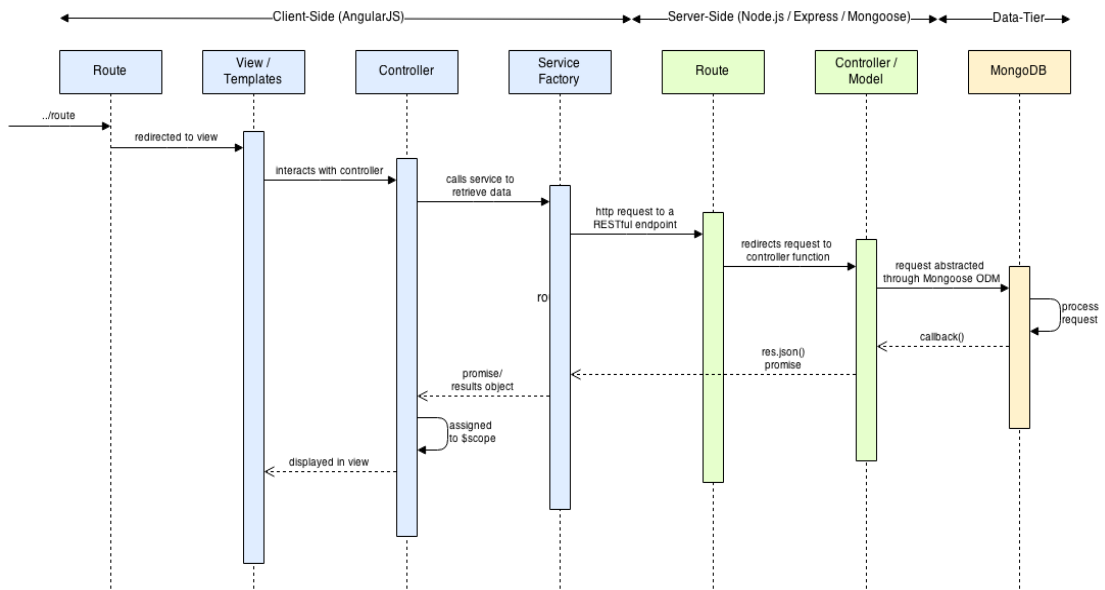 Client-Side (AngularJS)
Server-Side (Node.js / Express / Mongoose)
Data-Tier
Route
View /
Templates
Controller
Service
Factory
Route
Controller /
Model
MongoDB
../route
redirected to view
interacts with controller
calls service to
retrieve data
http request to a
RESTful endpoint
redirects request to
controller function
request abstracted
through Mongoose ODM
rou
process
request
callback()
res.json()
promise
promise/
results object
assigned
to $scope
displayed in view